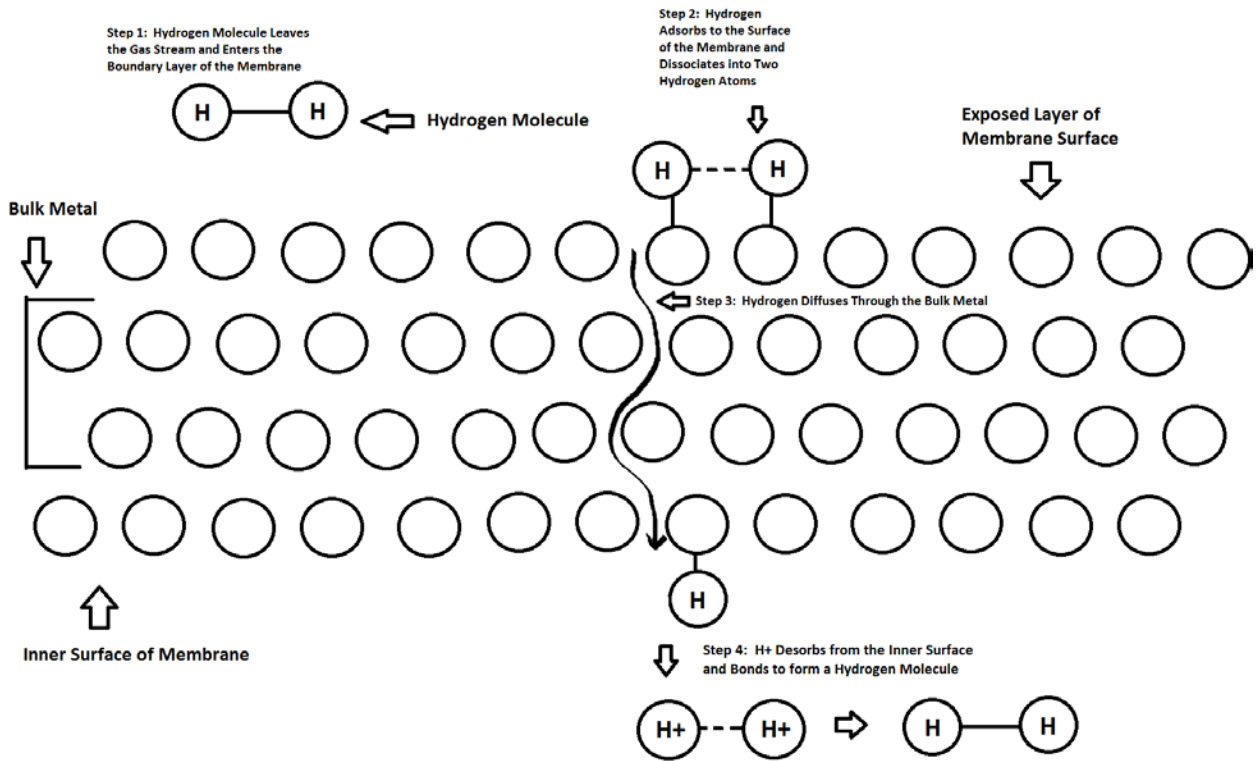 Step 1:  Hydrogen Molecule Leaves
the Gas Stream and Enters the
Boundary Layer of the Membrane
H
H
Hydrogen Molecule
Step 2:  Hydrogen
Adsorbs to the Surface
of the Membrane and
Dissociates into Two
Hydrogen Atoms
H
H
Exposed Layer of
Membrane Surface
Bulk Metal
Step 3:  Hydrogen Diffuses Through the Bulk Metal
H
Inner Surface of Membrane
Step 4:  H+ Desorbs from the Inner Surface
and Bonds to form a Hydrogen Molecule
H+
H+
H
H